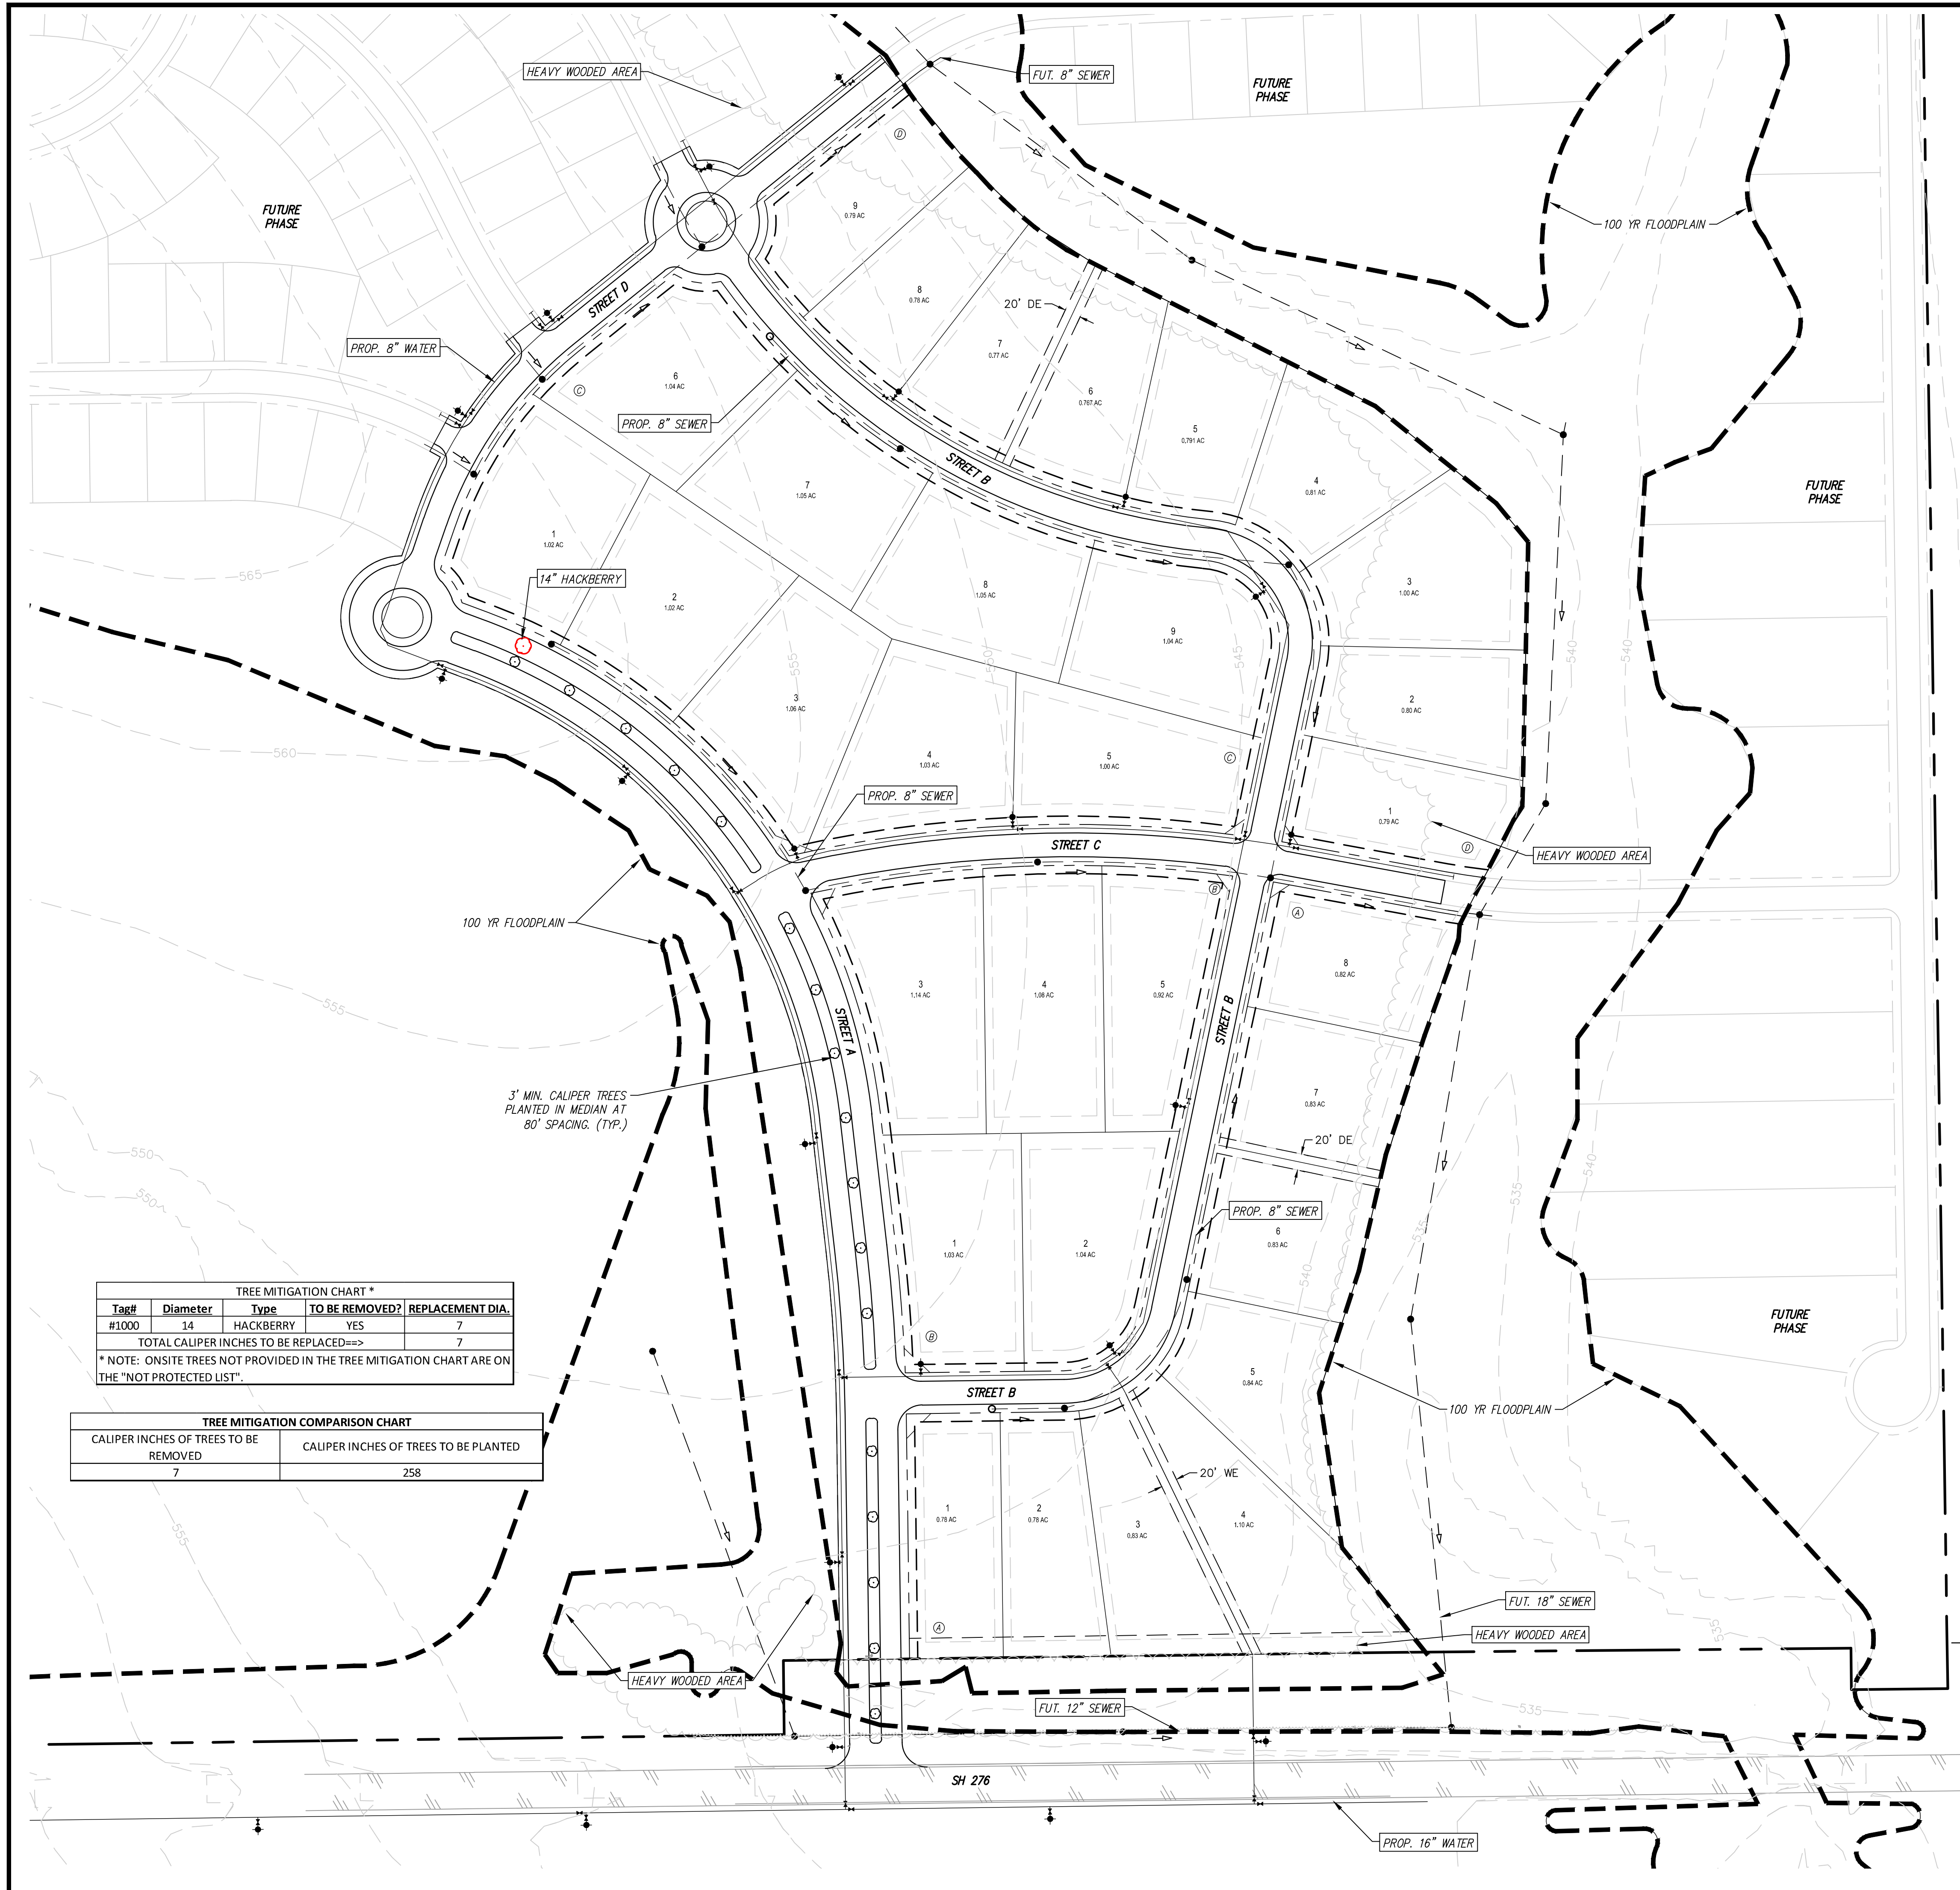 HEAVY WOODED AREA
FUT. 8" SEWER
FUTURE
PHASE
D
9
0.79 AC
FUTURE
PHASE
100 YR FLOODPLAIN
STREET D
8
0.78 AC
20' DE
7
0.77 AC
PROP. 8" WATER
6
1.04 AC
C
6
0.767 AC
PROP. 8" SEWER
5
0.791 AC
STREET B
4
0.81 AC
7
1.05 AC
FUTURE
PHASE
1
1.02 AC
565
14" HACKBERRY
2
1.02 AC
8
1.05 AC
3
1.00 AC
9
1.04 AC
555
550
545
540
540
3
1.06 AC
2
0.80 AC
560
4
1.03 AC
5
1.00 AC
C
PROP. 8" SEWER
1
0.79 AC
STREET C
D
HEAVY WOODED AREA
B
A
100 YR FLOODPLAIN
8
0.82 AC
3
1.14 AC
4
1.08 AC
5
0.92 AC
555
STREET A
STREET B
3' MIN. CALIPER TREES
PLANTED IN MEDIAN AT
80' SPACING. (TYP.)
7
0.83 AC
20' DE
550
550
540
535
535
PROP. 8" SEWER
6
0.83 AC
1
1.03 AC
2
1.04 AC
540
TREE MITIGATION CHART *
Tag# Diameter Type TO BE REMOVED? REPLACEMENT DIA.
#1000 14 HACKBERRY YES 7
TOTAL CALIPER INCHES TO BE REPLACED==> 7
* NOTE: ONSITE TREES NOT PROVIDED IN THE TREE MITIGATION CHART ARE ON
THE "NOT PROTECTED LIST".
FUTURE
PHASE
B
5
0.84 AC
STREET B
100 YR FLOODPLAIN
TREE MITIGATION COMPARISON CHART
CALIPER INCHES OF TREES TO BE
REMOVED
CALIPER INCHES OF TREES TO BE PLANTED
7 258
20' WE
1
0.78 AC
2
0.78 AC
3
0.83 AC
4
1.10 AC
555
FUT. 18" SEWER
A
HEAVY WOODED AREA
535
HEAVY WOODED AREA
FUT. 12" SEWER
535
SH 276
PROP. 16" WATER